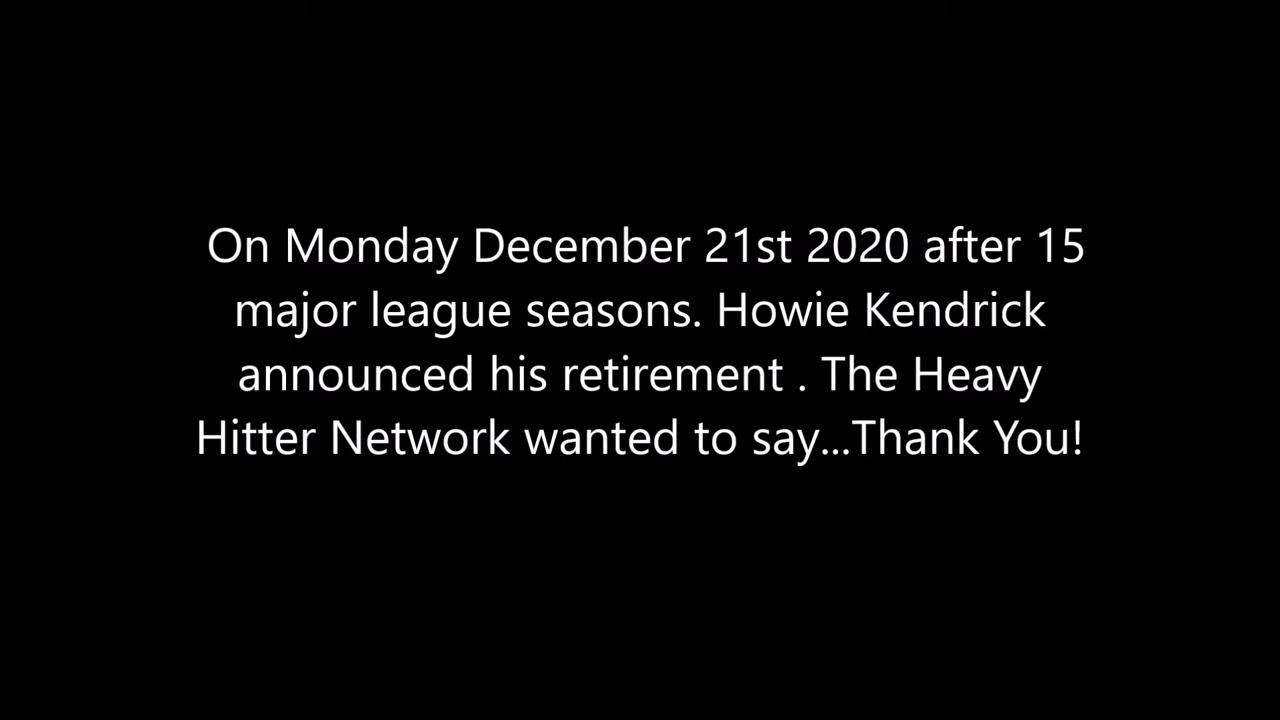 On Monday December 21st 2020 after 15
major league seasons. Howie Kendrick
announced his retirement . The Heavy
Hitter Network wanted to say...Thank You!